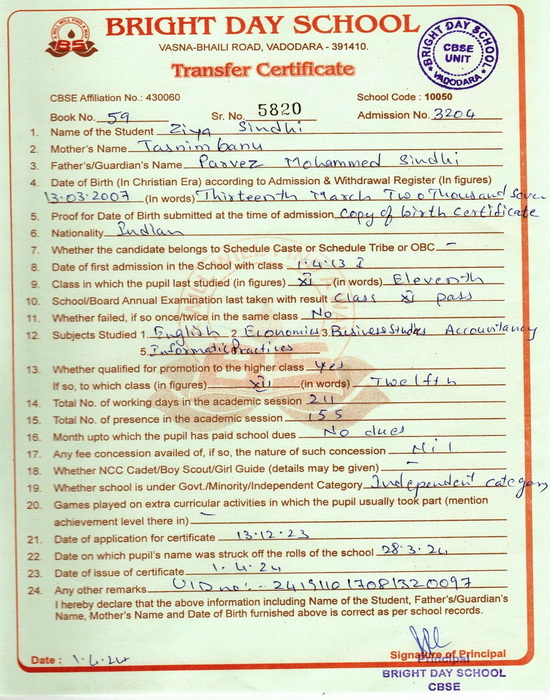 WILL WILL FIND A WAY
BS
BRIGHT DAY SCHOOL
VASNA-BHAILI ROAD, VADODARA - 391410.
Transfer Certificate
BRIGHT DAY SCHOOL
CBSE
UNIT
VADODARA
CBSE Affiliation No.: 430060 School Code : 10050
Book No. 59 Sr. No. 5820 Admission No. 3204
1. Name of the Student Ziya Sindhi
2. Mother's Name Tasnim banu
3. Father's/Guardian's Name Parvez Mohammed Sindhi
4. Date of Birth (In Christian Era) according to Admission & Withdrawal Register (In figures)
13.03.2007 (In words) Thirteenth March Two Thousand Seven
5. Proof for Date of Birth submitted at the time of admission Copy of birth certificate
6. Nationality Indian
7. Whether the candidate belongs to Schedule Caste or Schedule Tribe or OBC —
8. Date of first admission in the School with class 1.4.13 I
9. Class in which the pupil last studied (in figures) XI (in words) Eleventh
10. School/Board Annual Examination last taken with result Class XI pass
11. Whether failed, if so once/twice in the same class No
12. Subjects Studied 1. English 2. Economics 3. Business Studies Accountancy
5. Informatic Practices
13. Whether qualified for promotion to the higher class yes
If so, to which class (in figures) XII (in words) Twelfth
14. Total No. of working days in the academic session 211
15. Total No. of presence in the academic session 155
16. Month upto which the pupil has paid school dues No dues
17. Any fee concession availed of, if so, the nature of such concession Nil
18. Whether NCC Cadet/Boy Scout/Girl Guide (details may be given) —
19. Whether school is under Govt./Minority/Independent Category Independent category
20. Games played on extra curricular activities in which the pupil usually took part (mention
achievement level there in) —
21. Date of application for certificate 13.12.23
22. Date on which pupil's name was struck off the rolls of the school 28.3.24
23. Date of issue of certificate 1.4.24
24. Any other remarks UID no:- 241911017081320097
I hereby declare that the above information including Name of the Student, Father's/Guardian's
Name, Mother's Name and Date of Birth furnished above is correct as per school records.
Date : 1.4.24 Signature of Principal
Principal
BRIGHT DAY SCHOOL
CBSE